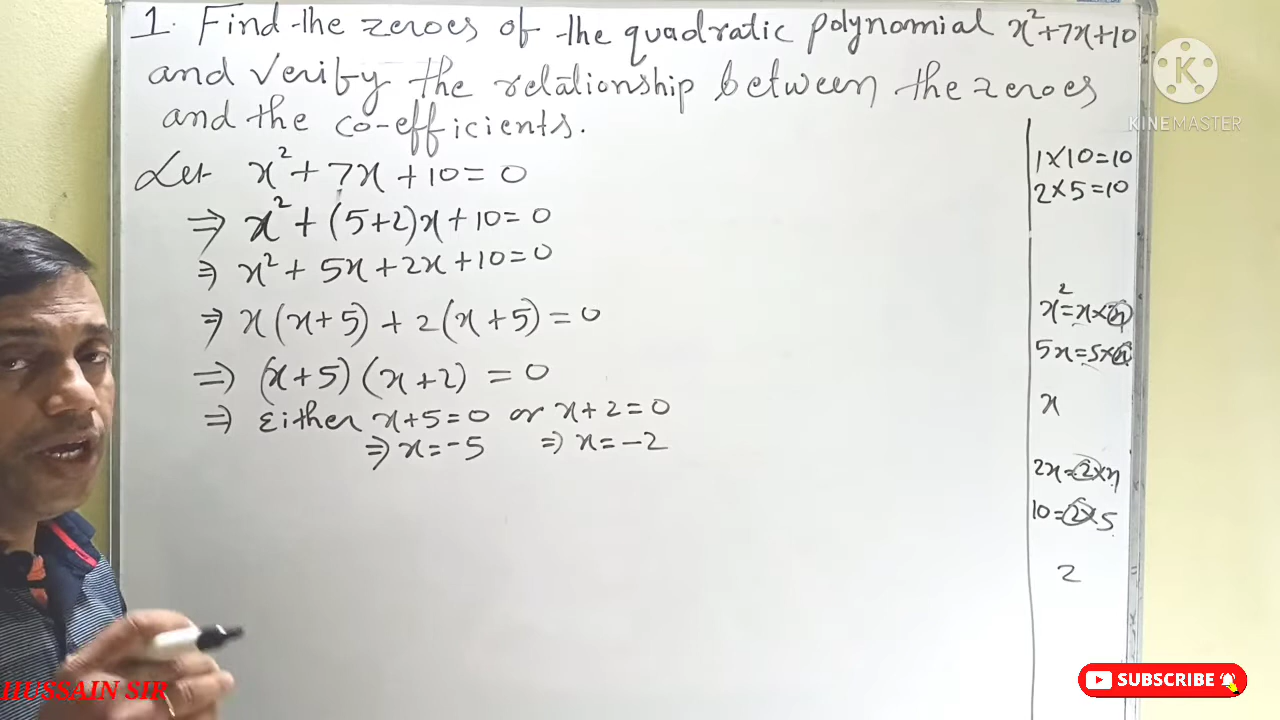 1. Find the zeroes of the quadratic polynomial x²+7x+10
and verify the relationship between the zeroes
and the co-efficients.
Let x² + 7x + 10 = 0
⇒ x² + (5+2)x + 10 = 0
⇒ x² + 5x + 2x + 10 = 0
⇒ x(x+5) + 2(x+5) = 0
⇒ (x+5)(x+2) = 0
⇒ Either x+5=0 or x+2=0
⇒ x=-5 ⇒ x=-2
1×10=10
2×5=10
x²=x×x
5x=5×x
x
2x=2×x
10=2×5
2
KINEMASTER
HUSSAIN SIR
SUBSCRIBE